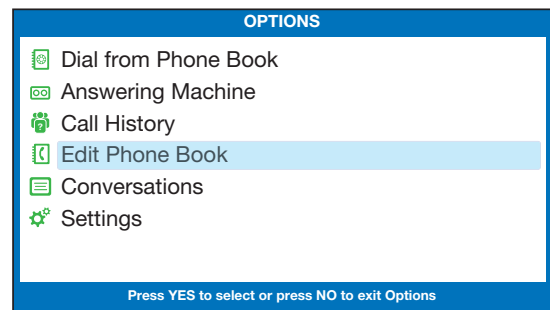 OPTIONS
Dial from Phone Book
Answering Machine
Call History
Edit Phone Book
Conversations
Settings
Press YES to select or press NO to exit Options